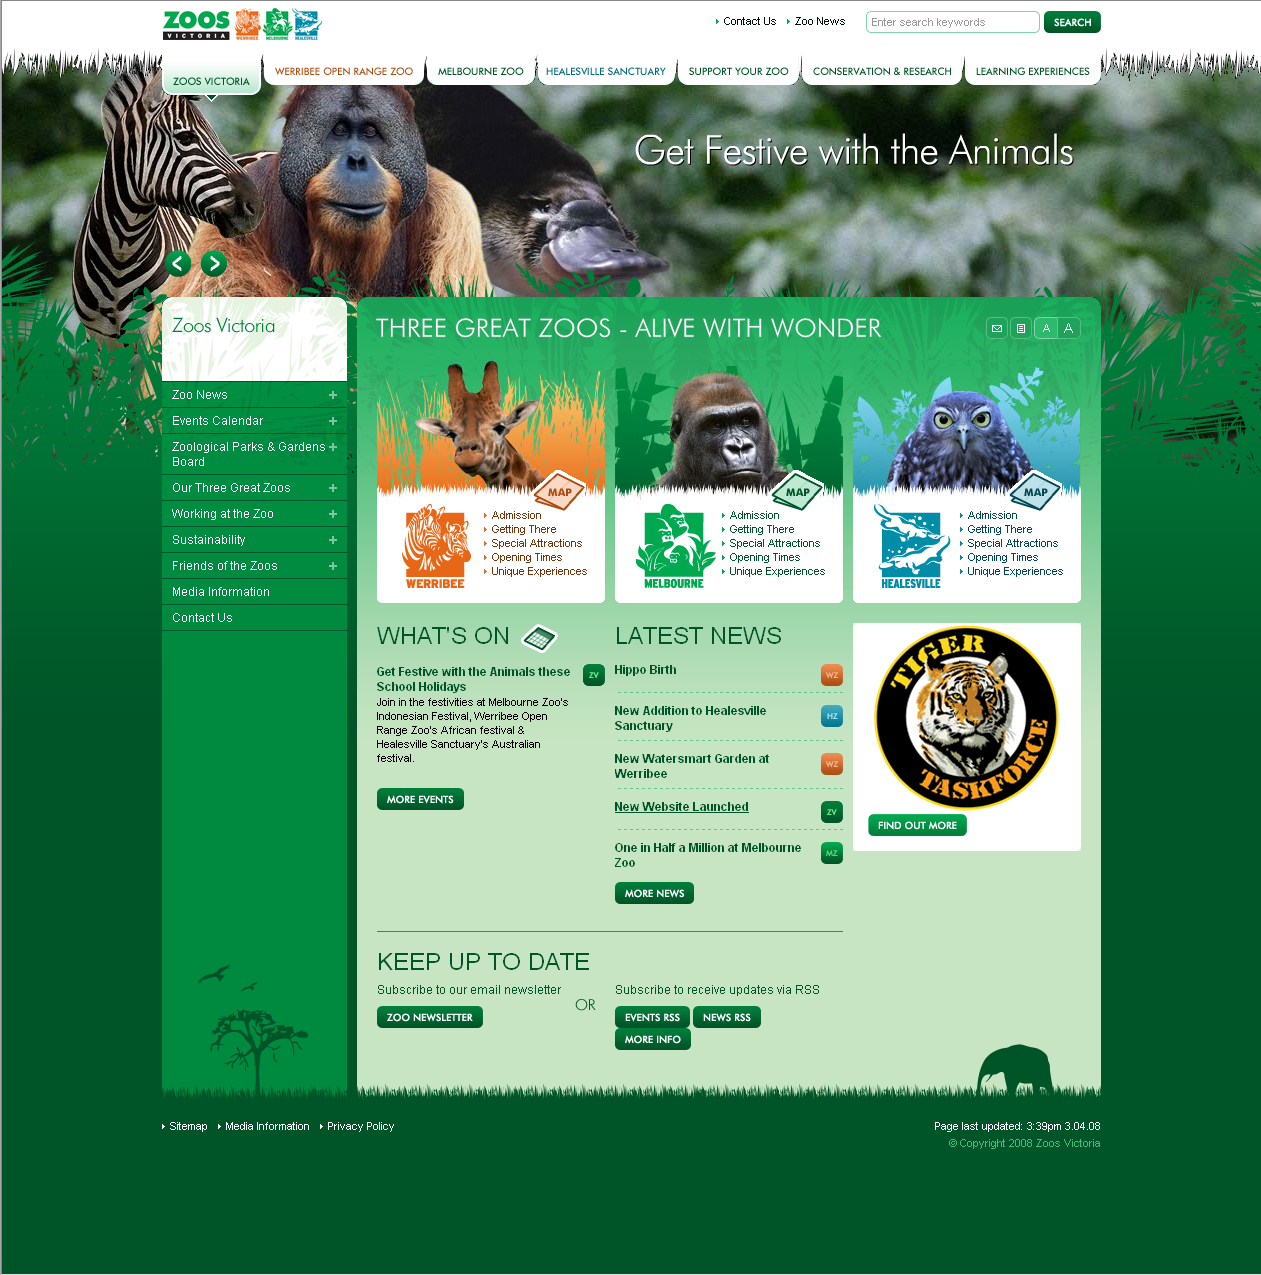 ZOOS
VICTORIA
WERRIBEE
MELBOURNE
HEALESVILLE
Contact Us
Zoo News
Enter search keywords
SEARCH
ZOOS VICTORIA
WERRIBEE OPEN RANGE ZOO
MELBOURNE ZOO
HEALESVILLE SANCTUARY
SUPPORT YOUR ZOO
CONSERVATION & RESEARCH
LEARNING EXPERIENCES
Get Festive with the Animals
Zoos Victoria
Zoo News
Events Calendar
Zoological Parks & Gardens
Board
Our Three Great Zoos
Working at the Zoo
Sustainability
Friends of the Zoos
Media Information
Contact Us
THREE GREAT ZOOS - ALIVE WITH WONDER
A
A
MAP
WERRIBEE
Admission
Getting There
Special Attractions
Opening Times
Unique Experiences
MAP
MELBOURNE
Admission
Getting There
Special Attractions
Opening Times
Unique Experiences
MAP
HEALESVILLE
Admission
Getting There
Special Attractions
Opening Times
Unique Experiences
WHAT'S ON
Get Festive with the Animals these
School Holidays
ZV
Join in the festivities at Melbourne Zoo's
Indonesian Festival, Werribee Open
Range Zoo's African festival &
Healesville Sanctuary's Australian
festival.
MORE EVENTS
LATEST NEWS
Hippo Birth
WZ
New Addition to Healesville
Sanctuary
HZ
New Watersmart Garden at
Werribee
WZ
New Website Launched
ZV
One in Half a Million at Melbourne
Zoo
MZ
MORE NEWS
TIGER
TASKFORCE
FIND OUT MORE
KEEP UP TO DATE
Subscribe to our email newsletter
ZOO NEWSLETTER
OR
Subscribe to receive updates via RSS
EVENTS RSS
NEWS RSS
MORE INFO
Sitemap
Media Information
Privacy Policy
Page last updated: 3:39pm 3.04.08
© Copyright 2008 Zoos Victoria